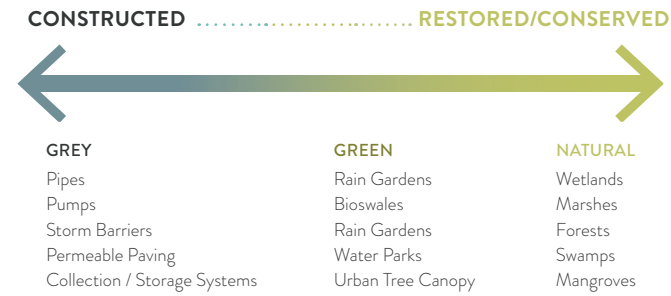 CONSTRUCTED ........................ RESTORED/CONSERVED
GREY
Pipes
Pumps
Storm Barriers
Permeable Paving
Collection / Storage Systems
GREEN
Rain Gardens
Bioswales
Rain Gardens
Water Parks
Urban Tree Canopy
NATURAL
Wetlands
Marshes
Forests
Swamps
Mangroves